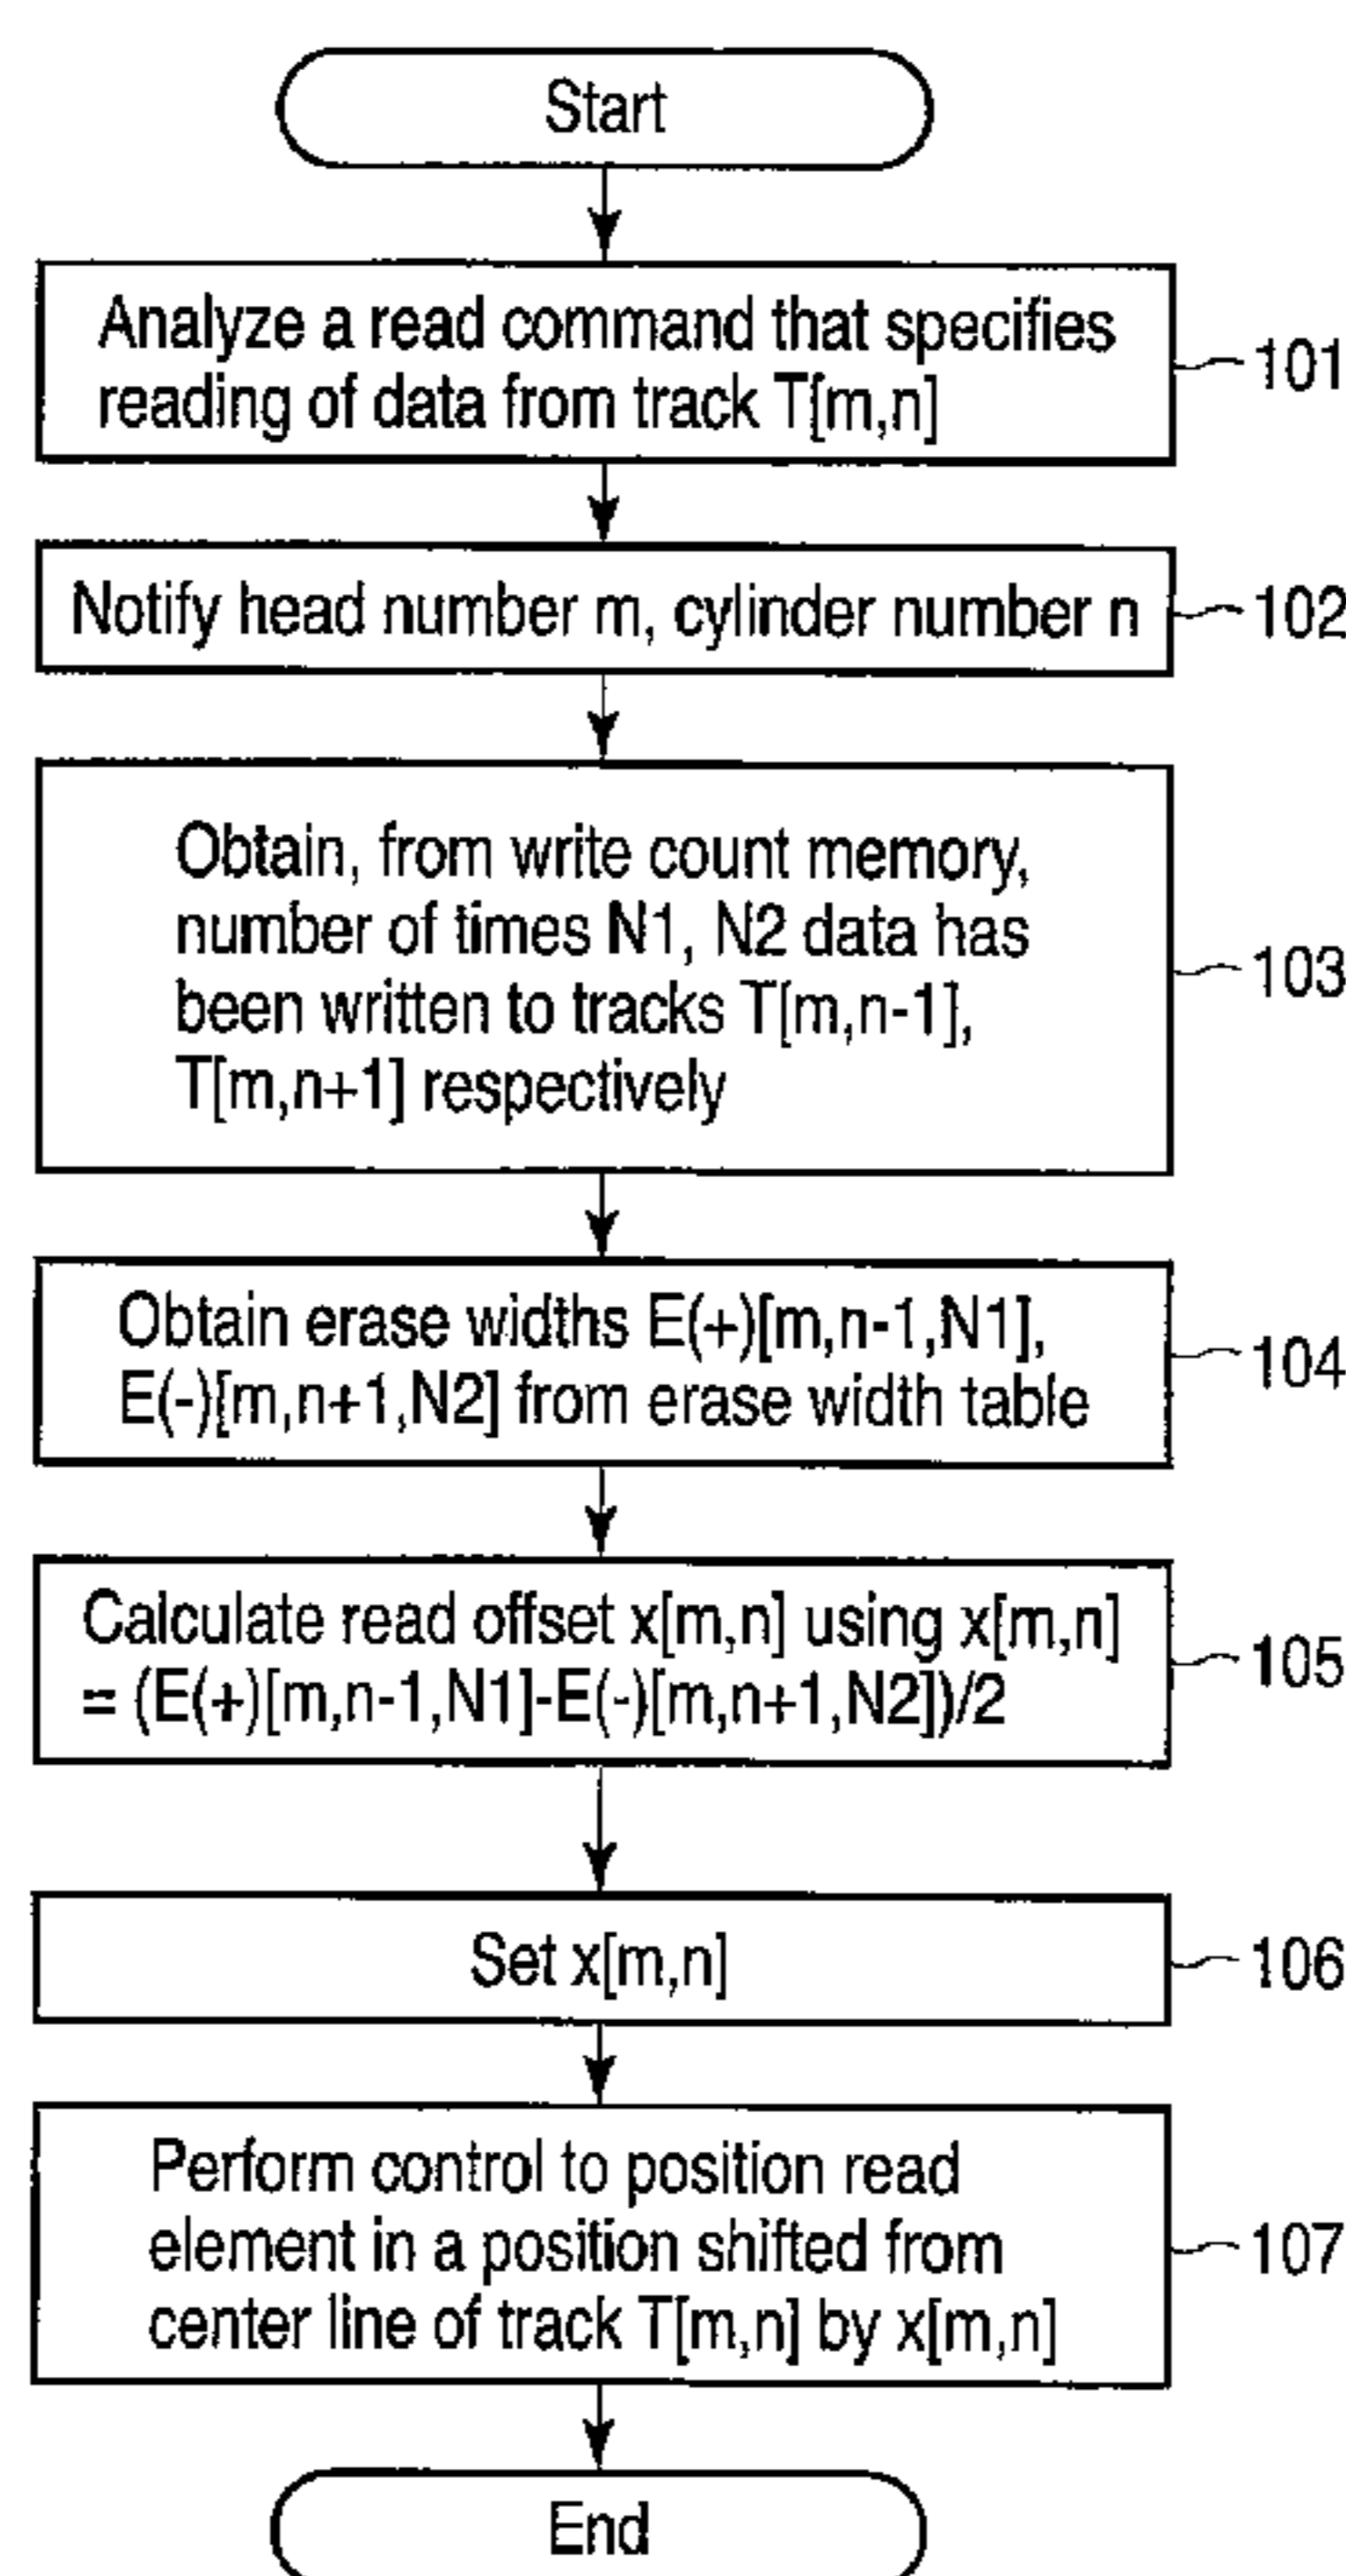 Start
Analyze a read command that specifies
reading of data from track T[m,n]
101
Notify head number m, cylinder number n
102
Obtain, from write count memory,
number of times N1, N2 data has
been written to tracks T[m,n-1],
T[m,n+1] respectively
103
Obtain erase widths E(+)[m,n-1,N1],
E(-)[m,n+1,N2] from erase width table
104
Calculate read offset x[m,n] using x[m,n]
= (E(+)[m,n-1,N1]-E(-)[m,n+1,N2])/2
105
Set x[m,n]
106
Perform control to position read
element in a position shifted from
center line of track T[m,n] by x[m,n]
107
End